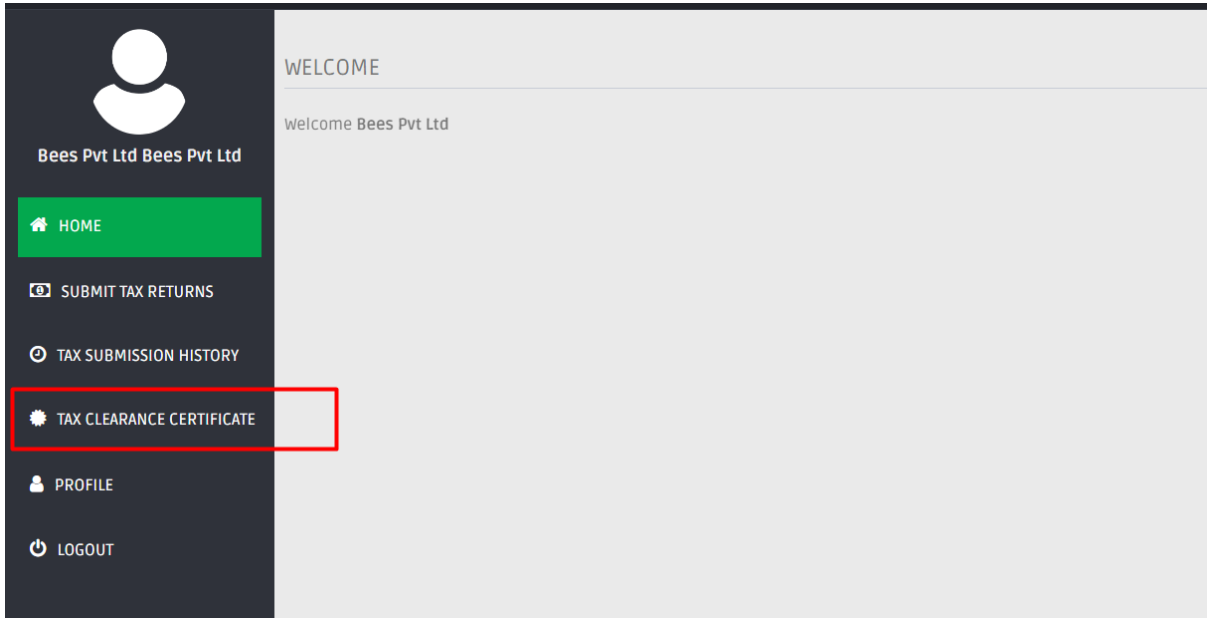 Bees Pvt Ltd Bees Pvt Ltd
HOME
SUBMIT TAX RETURNS
TAX SUBMISSION HISTORY
TAX CLEARANCE CERTIFICATE
PROFILE
LOGOUT
WELCOME
Welcome Bees Pvt Ltd